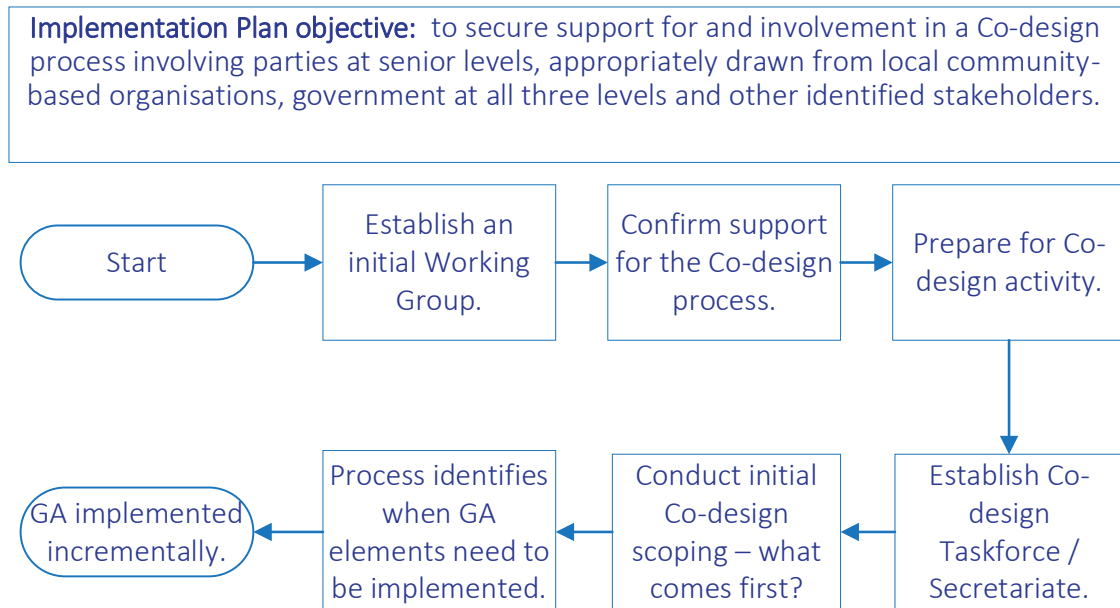 Implementation Plan objective: to secure support for and involvement in a Co-design
process involving parties at senior levels, appropriately drawn from local community-
based organisations, government at all three levels and other identified stakeholders.
Start
Establish an
initial Working
Group.
Confirm support
for the Co-design
process.
Prepare for Co-
design activity.
Establish Co-
design
Taskforce /
Secretariate.
Conduct initial
Co-design
scoping – what
comes first?
Process identifies
when GA
elements need to
be implemented.
GA implemented
incrementally.